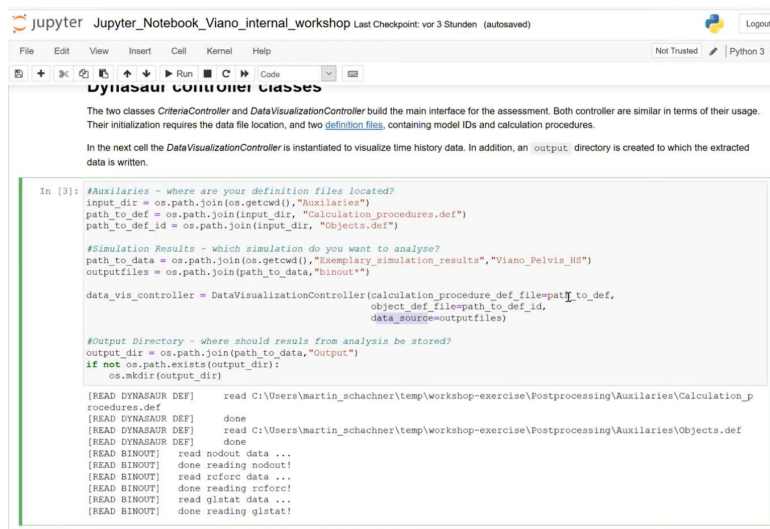 jupyter Jupyter_Notebook_Viano_internal_workshop Last Checkpoint: vor 3 Stunden (autosaved)
Logout
File Edit View Insert Cell Kernel Help
Not Trusted Python 3
Run Code
Dynasaur controller classes
The two classes CriteriaController and DataVisualizationController build the main interface for the assessment. Both controller are similar in terms of their usage.
Their initialization requires the data file location, and two definition files, containing model IDs and calculation procedures.
In the next cell the DataVisualizationController is instantiated to visualize time history data. In addition, an output directory is created to which the extracted
data is written.
In [3]: #Auxilaries - where are your definition files located?
input_dir = os.path.join(os.getcwd(),"Auxilaries")
path_to_def = os.path.join(input_dir, "Calculation_procedures.def")
path_to_def_id = os.path.join(input_dir, "Objects.def")
#Simulation Results - which simulation do you want to analyse?
path_to_data = os.path.join(os.getcwd(),"Exemplary_simulation_results","Viano_Pelvis_HS")
outputfiles = os.path.join(path_to_data,"binout*")
data_vis_controller = DataVisualizationController(calculation_procedure_def_file=path_to_def,
object_def_file=path_to_def_id,
data_source=outputfiles)
#Output Directory - where should resuls from analysis be stored?
output_dir = os.path.join(path_to_data,"Output")
if not os.path.exists(output_dir):
os.mkdir(output_dir)
[READ DYNASAUR DEF] read C:\Users\martin_schachner\temp\workshop-exercise\Postprocessing\Auxilaries\Calculation_p
rocedures.def
[READ DYNASAUR DEF] done
[READ DYNASAUR DEF] read C:\Users\martin_schachner\temp\workshop-exercise\Postprocessing\Auxilaries\Objects.def
[READ DYNASAUR DEF] done
[READ BINOUT] read nodout data ...
[READ BINOUT] done reading nodout!
[READ BINOUT] read rcforc data ...
[READ BINOUT] done reading rcforc!
[READ BINOUT] read glstat data ...
[READ BINOUT] done reading glstat!